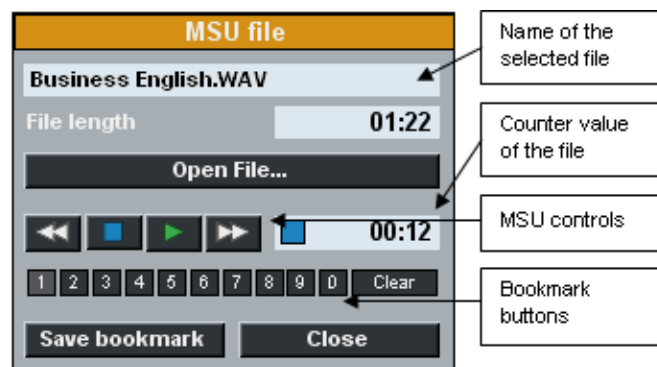 MSU file
Name of the
selected file
Business English.WAV
File length 01:22
Counter value
of the file
Open File...
00:12
MSU controls
1 2 3 4 5 6 7 8 9 0 Clear
Bookmark
buttons
Save bookmark Close